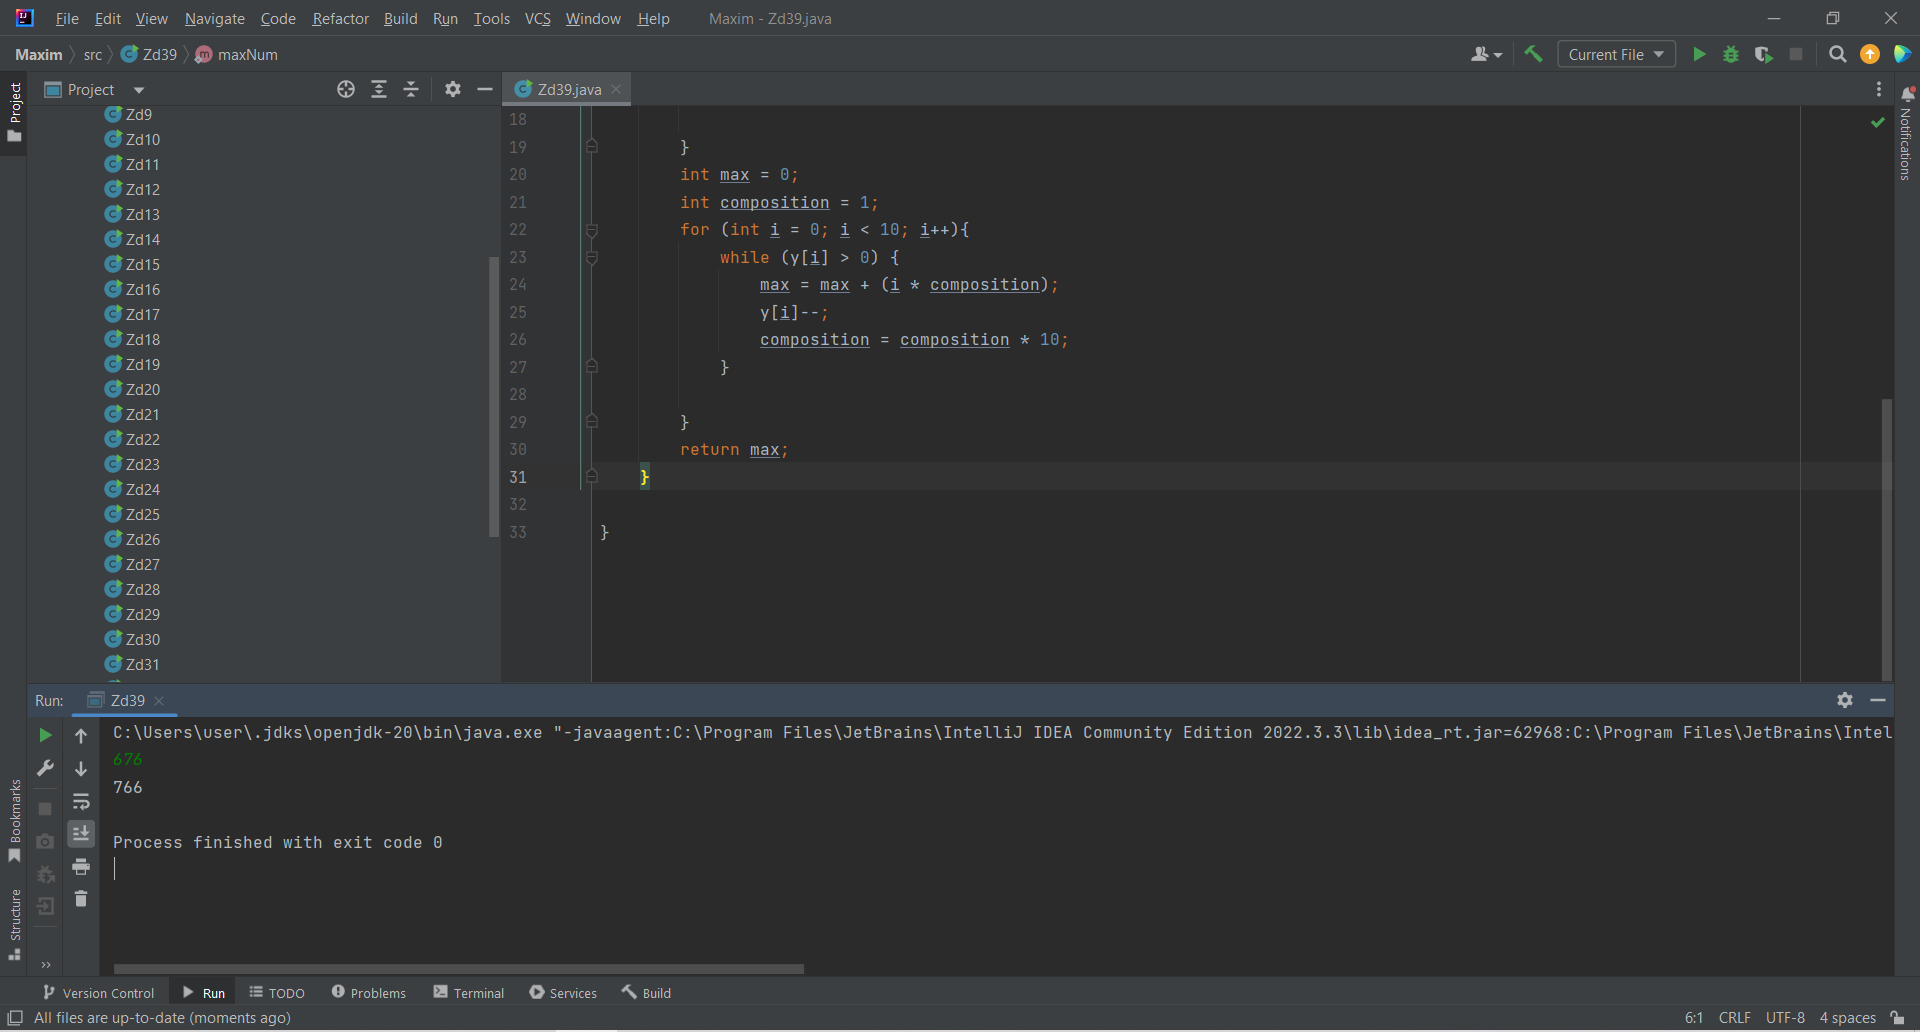 File Edit View Navigate Code Refactor Build Run Tools VCS Window Help Maxim - Zd39.java
Maxim src Zd39 maxNum Current File
Project
Project
Zd39.java
Notifications
Zd9
Zd10
Zd11
Zd12
Zd13
Zd14
Zd15
Zd16
Zd17
Zd18
Zd19
Zd20
Zd21
Zd22
Zd23
Zd24
Zd25
Zd26
Zd27
Zd28
Zd29
Zd30
Zd31
18
19 }
20 int max = 0;
21 int composition = 1;
22 for (int i = 0; i < 10; i++){
23 while (y[i] > 0) {
24 max = max + (i * composition);
25 y[i]--;
26 composition = composition * 10;
27 }
28
29 }
30 return max;
31 }
32
33 }
Run: Zd39
C:\Users\user\.jdks\openjdk-20\bin\java.exe "-javaagent:C:\Program Files\JetBrains\IntelliJ IDEA Community Edition 2022.3.3\lib\idea_rt.jar=62968:C:\Program Files\JetBrains\Intel
676
766
Process finished with exit code 0
Bookmarks
Structure
Version Control Run TODO Problems Terminal Services Build
All files are up-to-date (moments ago) 6:1 CRLF UTF-8 4 spaces